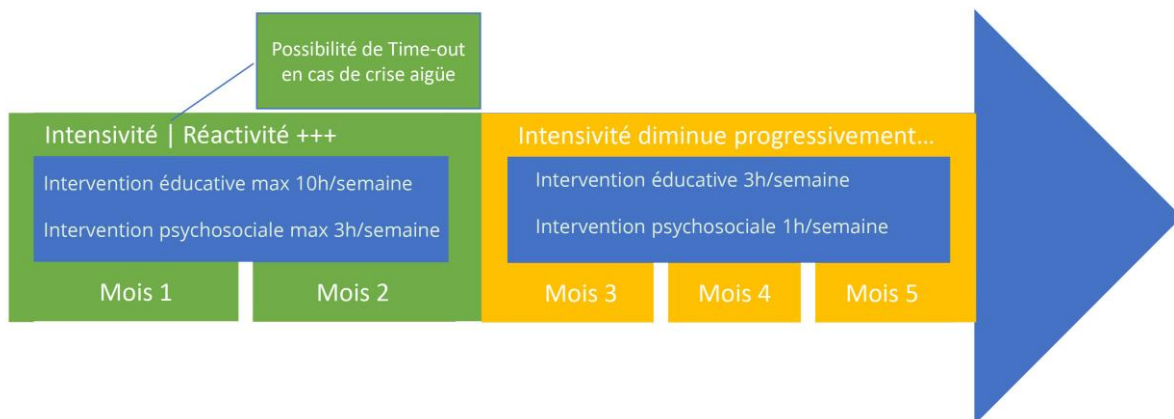 Possibilité de Time-out
en cas de crise aigüe
Intensivité | Réactivité +++
Intervention éducative max 10h/semaine
Intervention psychosociale max 3h/semaine
Mois 1
Mois 2
Intensivité diminue progressivement...
Intervention éducative 3h/semaine
Intervention psychosociale 1h/semaine
Mois 3
Mois 4
Mois 5